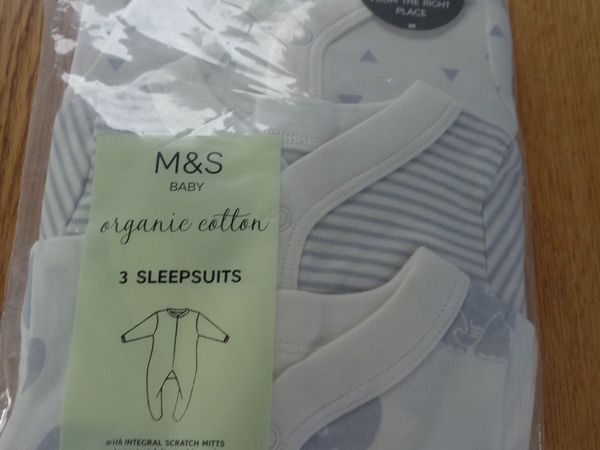 FROM THE RIGHT
PLACE
M&S
BABY
organic cotton
3 SLEEPSUITS
with INTEGRAL SCRATCH MITTS